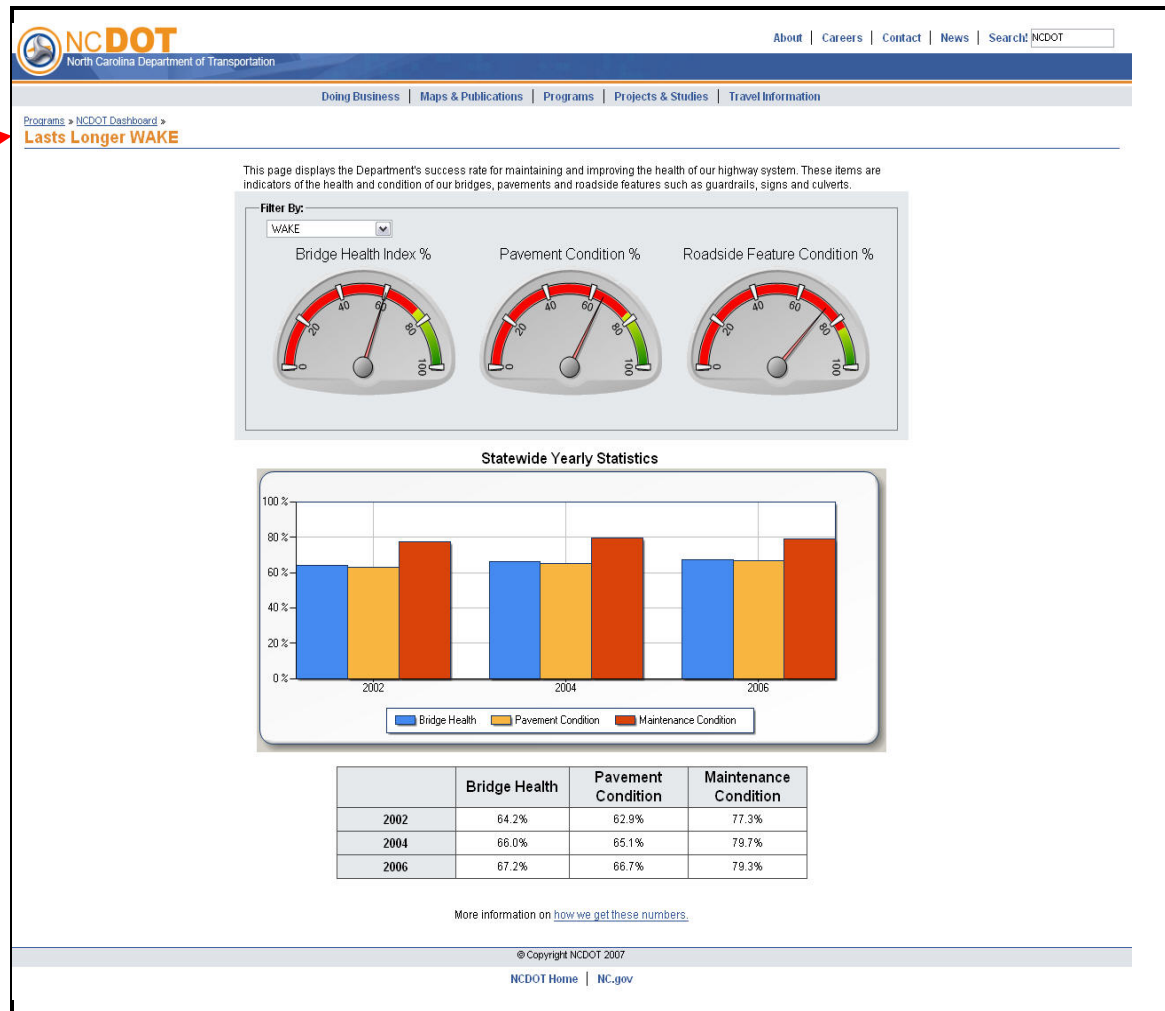 NCDOT
North Carolina Department of Transportation
About | Careers | Contact | News | Search! NCDOT
Doing Business | Maps & Publications | Programs | Projects & Studies | Travel Information
Programs » NCDOT Dashboard »
Lasts Longer WAKE
This page displays the Department's success rate for maintaining and improving the health of our highway system. These items are
indicators of the health and condition of our bridges, pavements and roadside features such as guardrails, signs and culverts.
Filter By:
WAKE
Bridge Health Index % Pavement Condition % Roadside Feature Condition %
0 20 40 60 80 100 0 20 40 60 80 100 0 20 40 60 80 100
Statewide Yearly Statistics
100 %
80 %
60 %
40 %
20 %
0 %
2002 2004 2006
Bridge Health Pavement Condition Maintenance Condition
Bridge Health Pavement Condition Maintenance Condition
2002 64.2% 62.9% 77.3%
2004 66.0% 65.1% 79.7%
2006 67.2% 66.7% 79.3%
More information on how we get these numbers.
© Copyright NCDOT 2007
NCDOT Home | NC.gov